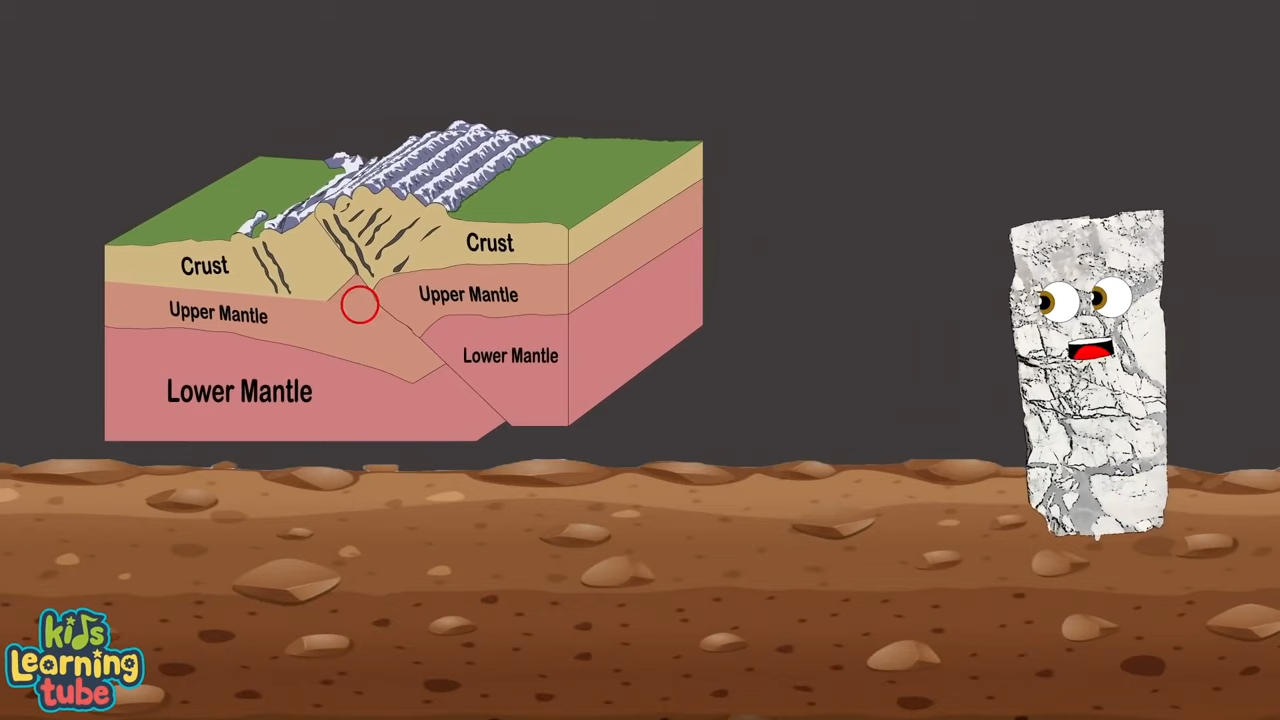 Crust
Crust
Upper Mantle
Upper Mantle
Lower Mantle
Lower Mantle
kids
Learning
tube